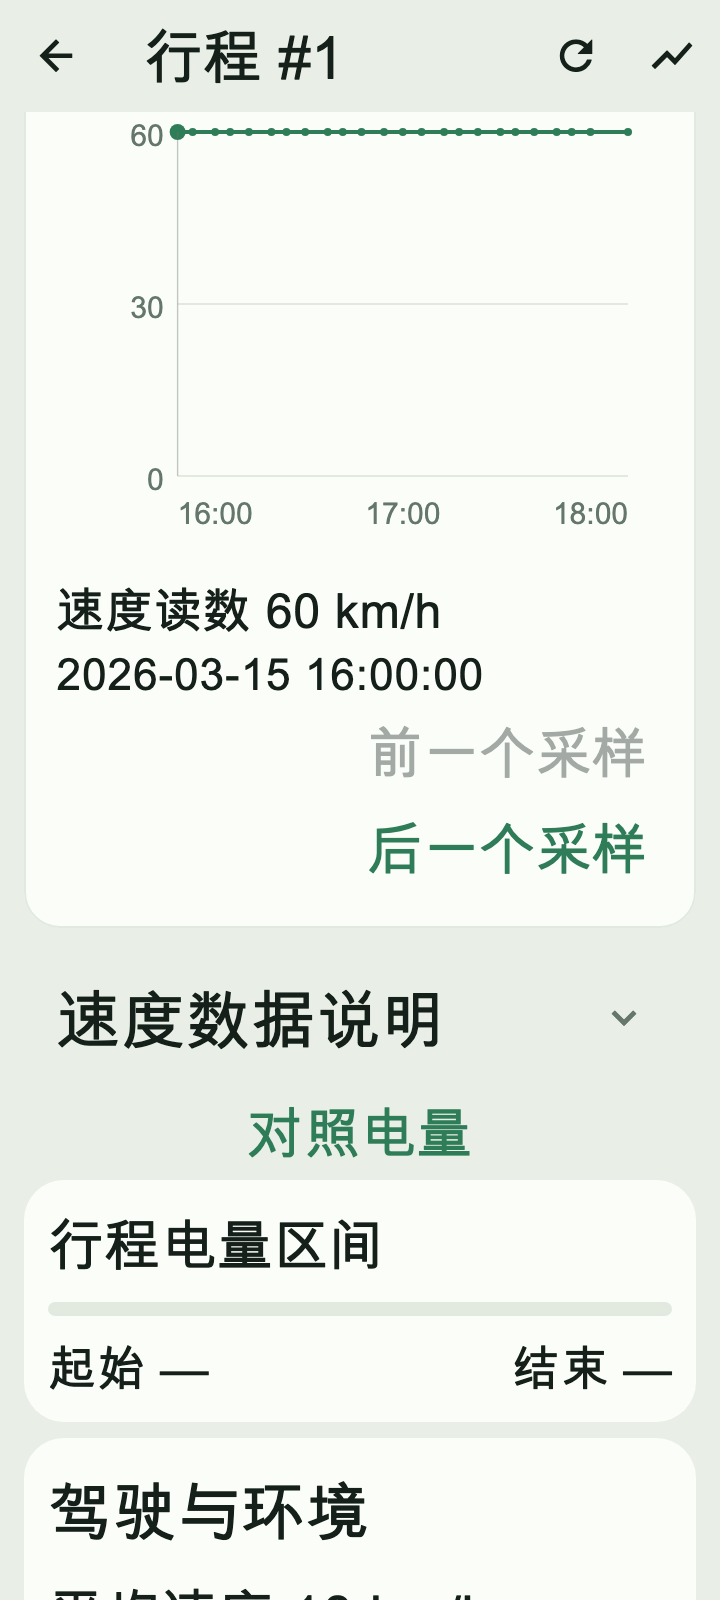 行程 #1
60
30
0
16:00 17:00 18:00
速度读数 60 km/h
2026-03-15 16:00:00
前一个采样
后一个采样
速度数据说明
对照电量
行程电量区间
起始 — 结束 —
驾驶与环境